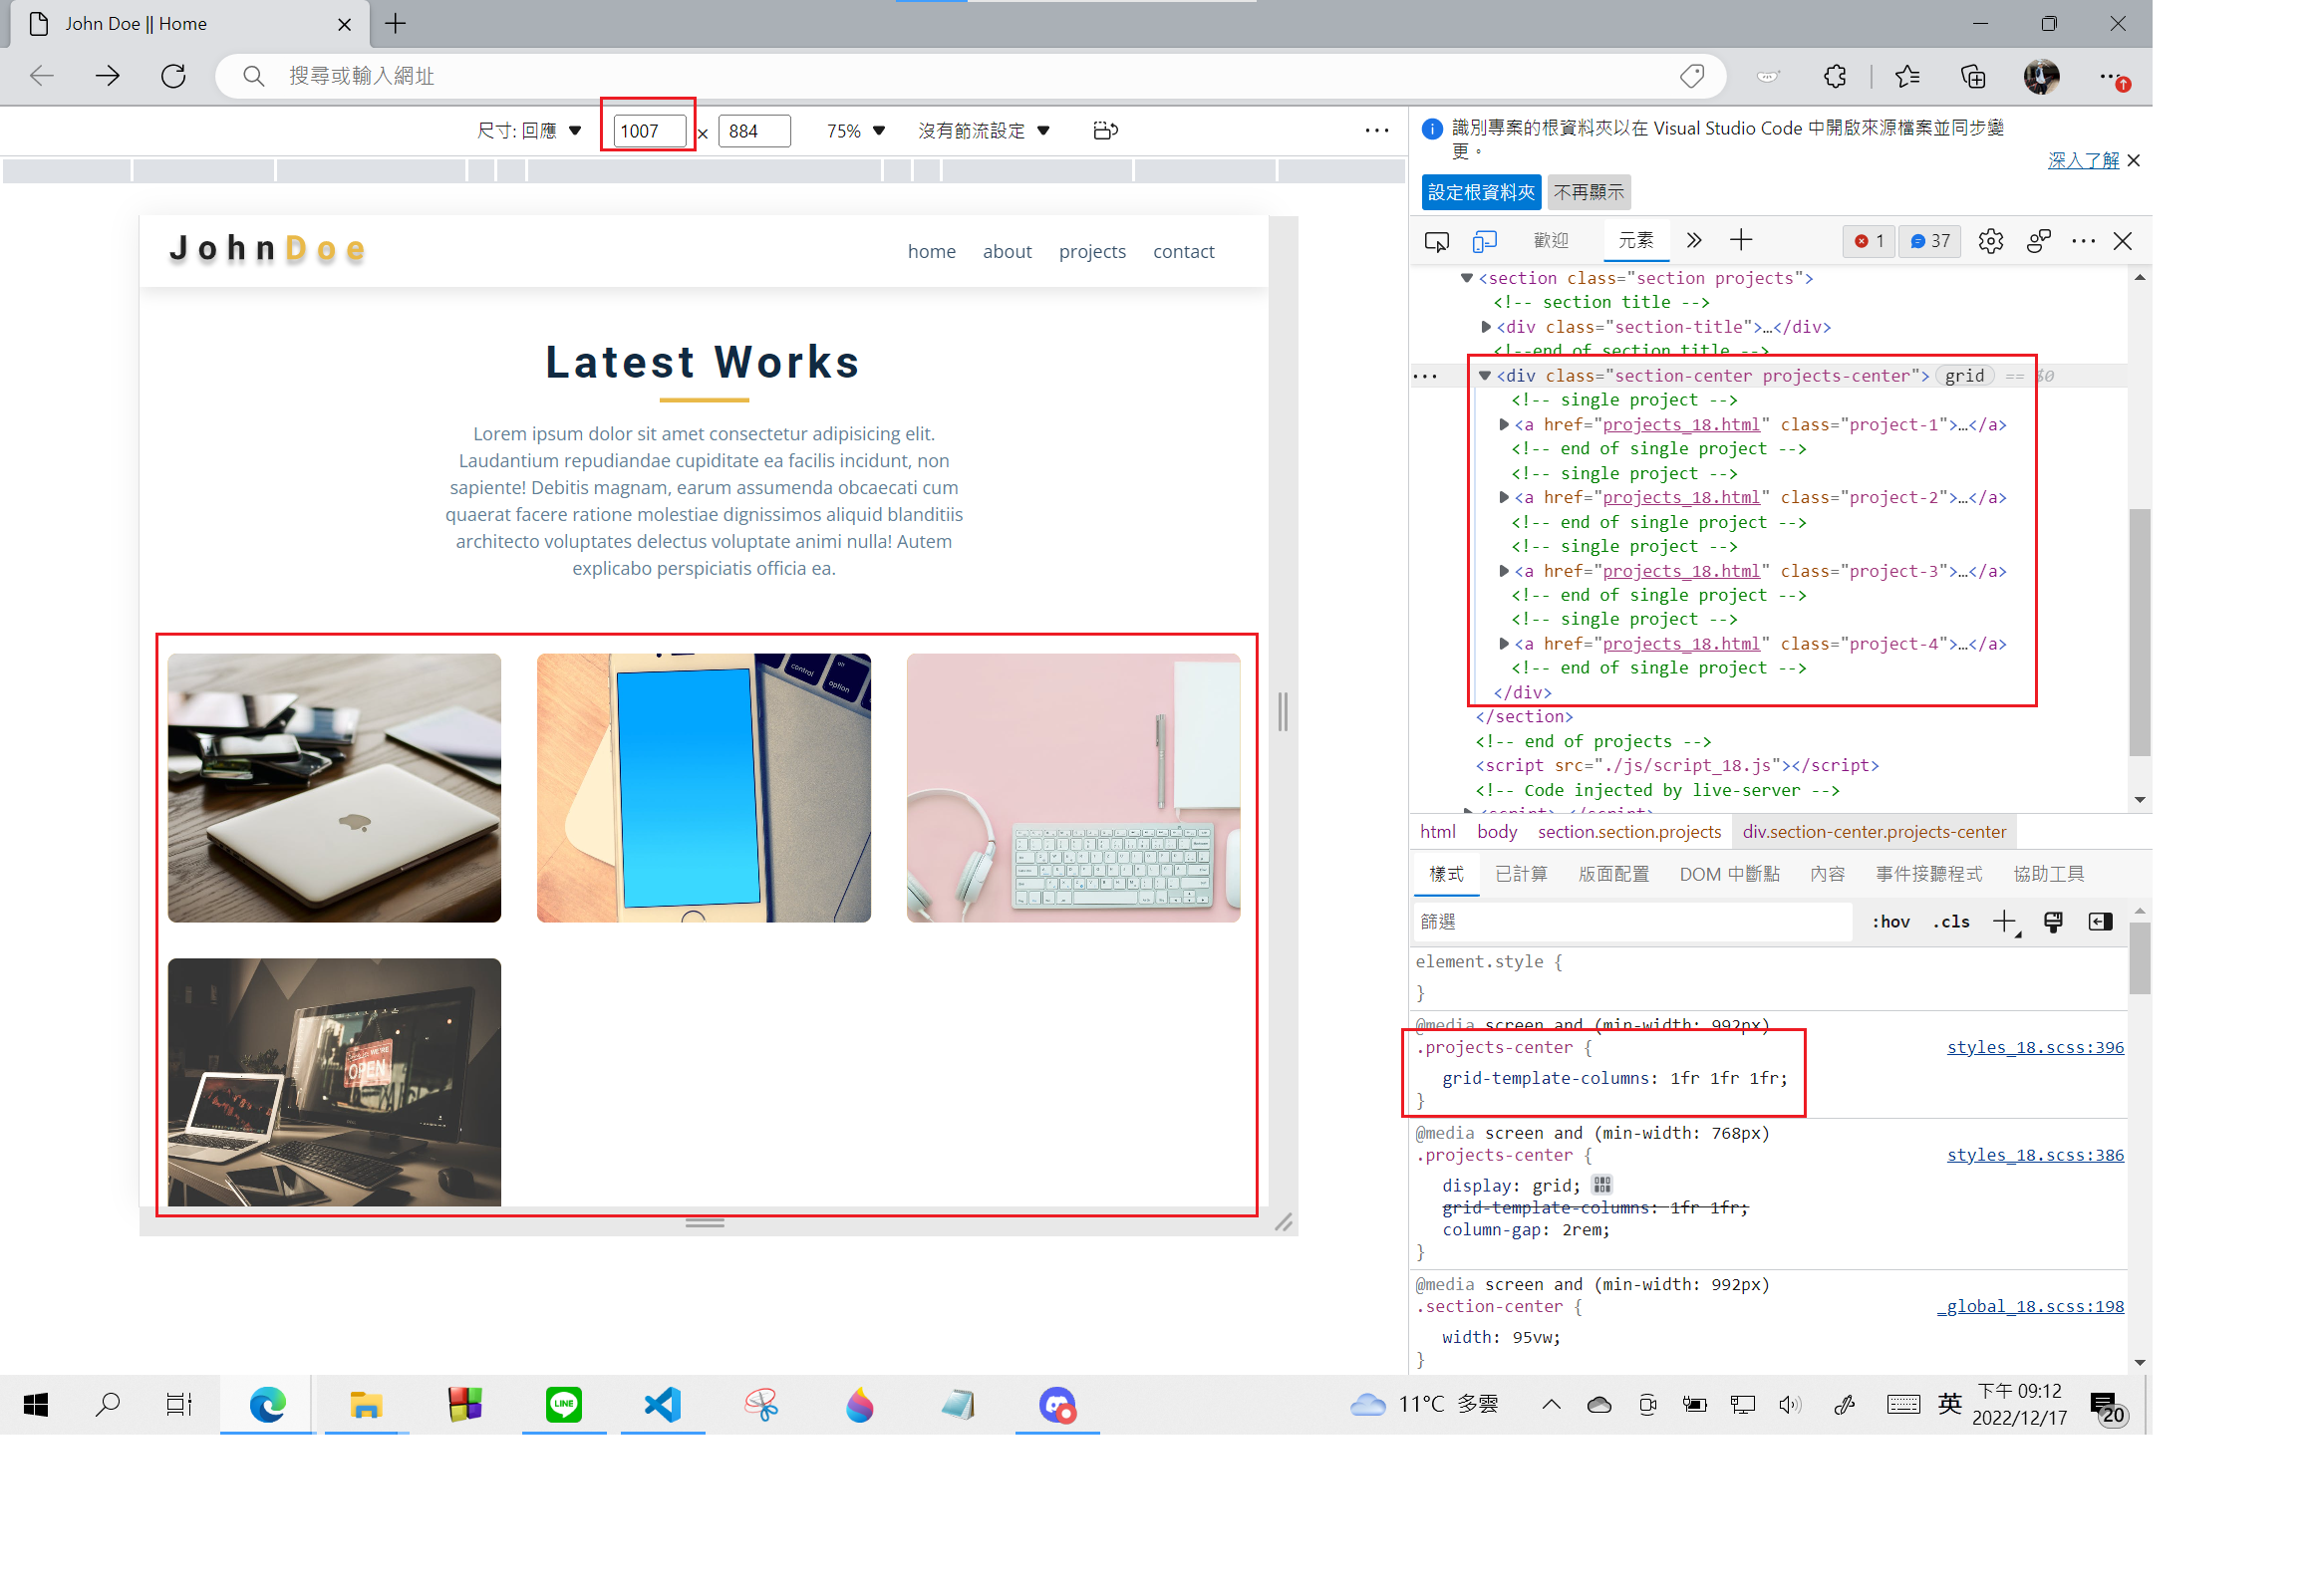 John Doe || Home
搜尋或輸入網址
尺寸: 回應
1007
×
884
75%
沒有節流設定
JohnDoe
home
about
projects
contact
Latest Works
Lorem ipsum dolor sit amet consectetur adipisicing elit.
Laudantium repudiandae cupiditate ea facilis incidunt, non
sapiente! Debitis magnam, earum assumenda obcaecati cum
quaerat facere ratione molestiae dignissimos aliquid blanditiis
architecto voluptates delectus voluptate animi nulla! Autem
explicabo perspiciatis officia ea.
control
option
OPEN
識別專案的根資料夾以在 Visual Studio Code 中開啟來源檔案並同步變
更。
深入了解
設定根資料夾
不再顯示
歡迎
元素
1
37
<section class="section projects">
<!-- section title -->
<div class="section-title">…</div>
<!--end of section title -->
<div class="section-center projects-center"> grid == $0
<!-- single project -->
<a href="projects_18.html" class="project-1">…</a>
<!-- end of single project -->
<!-- single project -->
<a href="projects_18.html" class="project-2">…</a>
<!-- end of single project -->
<!-- single project -->
<a href="projects_18.html" class="project-3">…</a>
<!-- end of single project -->
<!-- single project -->
<a href="projects_18.html" class="project-4">…</a>
<!-- end of single project -->
</div>
</section>
<!-- end of projects -->
<script src="./js/script_18.js"></script>
<!-- Code injected by live-server -->
html
body
section.section.projects
div.section-center.projects-center
樣式
已計算
版面配置
DOM 中斷點
內容
事件接聽程式
協助工具
篩選
:hov
.cls
element.style {
}
@media screen and (min-width: 992px)
.projects-center {
styles_18.scss:396
grid-template-columns: 1fr 1fr 1fr;
}
@media screen and (min-width: 768px)
.projects-center {
styles_18.scss:386
display: grid;
grid-template-columns: 1fr 1fr;
column-gap: 2rem;
}
@media screen and (min-width: 992px)
.section-center {
_global_18.scss:198
width: 95vw;
}
LINE
11°C 多雲
英
下午 09:12
2022/12/17
20